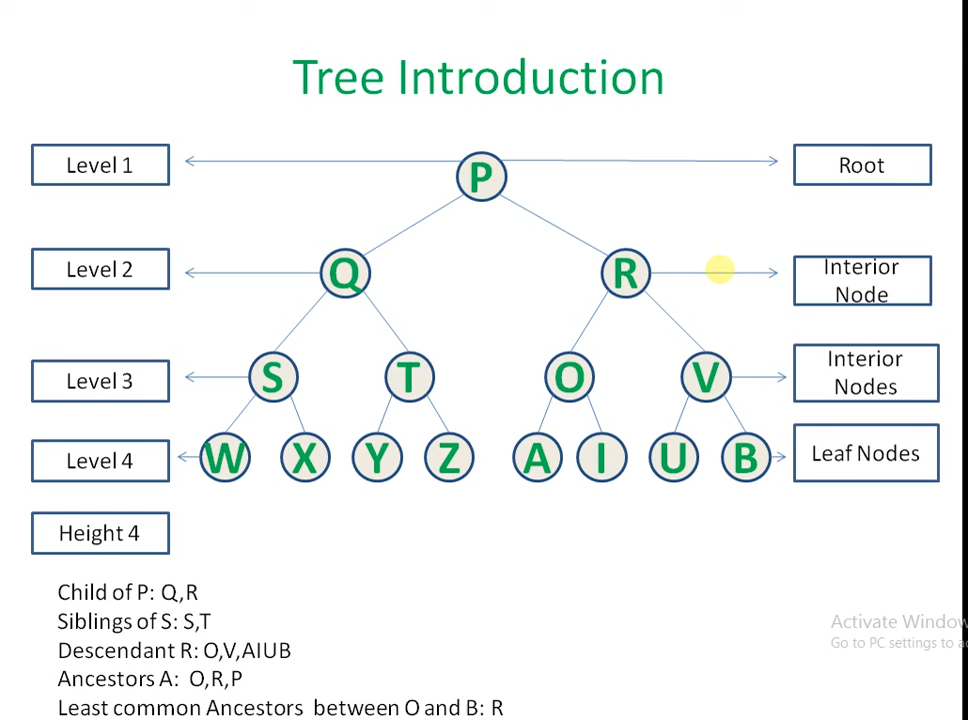 Tree Introduction
Level 1
P
Root
Level 2
Q
R
Interior
Node
Level 3
S
T
O
V
Interior
Nodes
Level 4
W
X
Y
Z
A
I
U
B
Leaf Nodes
Height 4
Child of P: Q,R
Siblings of S: S,T
Descendant R: O,V,AIUB
Ancestors A: O,R,P
Least common Ancestors between O and B: R
Activate Window
Go to PC settings to a